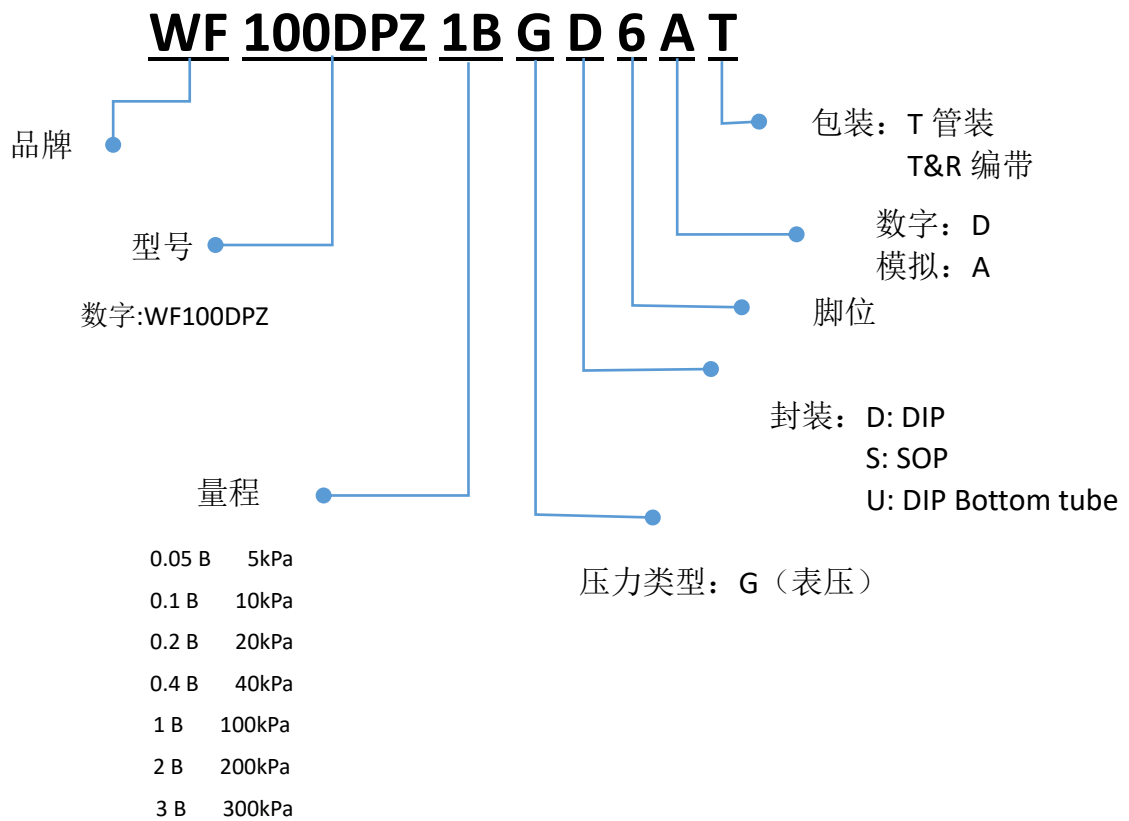 WF 100DPZ 1B G D 6 A T
品牌
包装：T 管装
T&R 编带
型号
数字：D
模拟：A
数字:WF100DPZ
脚位
封装：D: DIP
S: SOP
U: DIP Bottom tube
量程
0.05 B 5kPa
0.1 B 10kPa
0.2 B 20kPa
0.4 B 40kPa
1 B 100kPa
2 B 200kPa
3 B 300kPa
压力类型：G（表压）